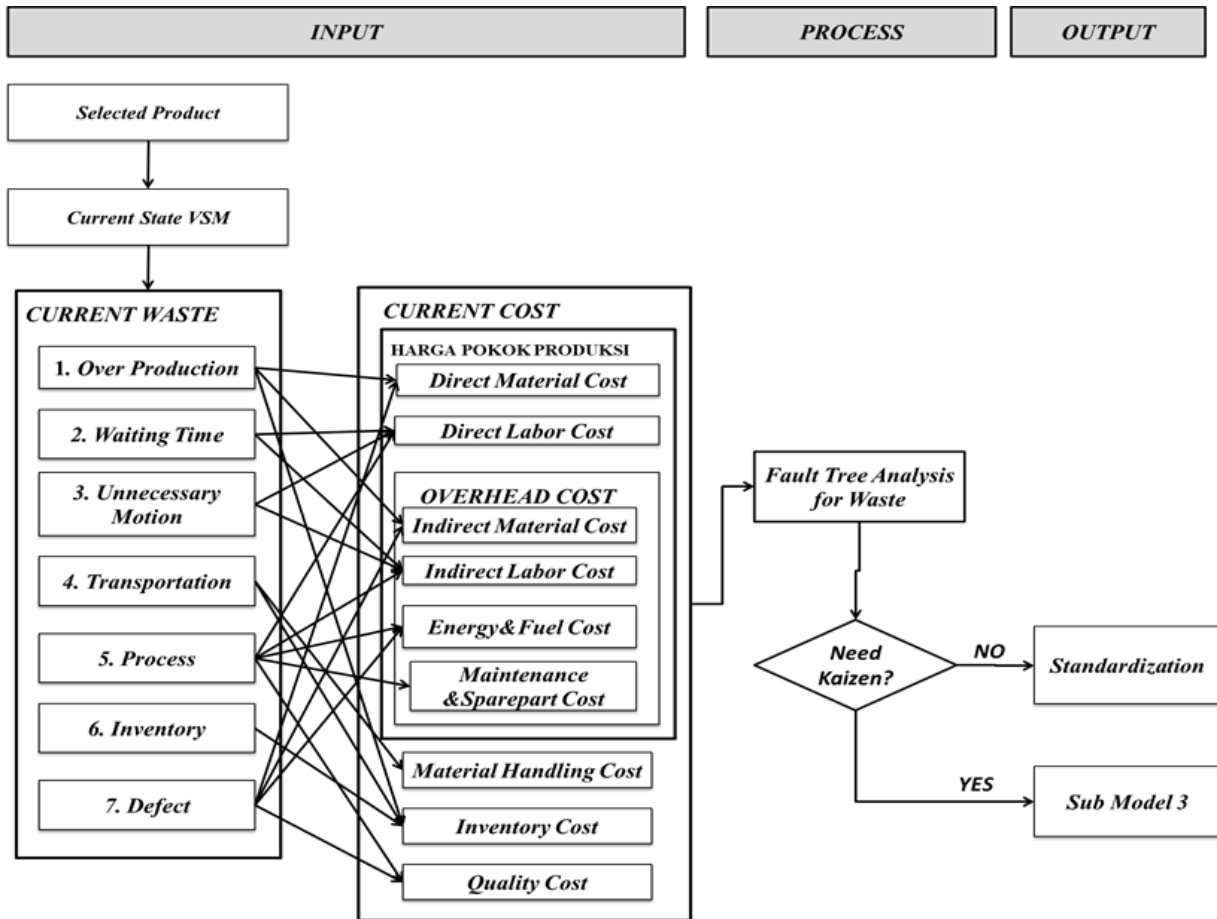 INPUT
PROCESS
OUTPUT
Selected Product
Current State VSM
CURRENT WASTE
1. Over Production
2. Waiting Time
3. Unnecessary
Motion
4. Transportation
5. Process
6. Inventory
7. Defect
CURRENT COST
HARGA POKOK PRODUKSI
Direct Material Cost
Direct Labor Cost
OVERHEAD COST
Indirect Material Cost
Indirect Labor Cost
Energy&Fuel Cost
Maintenance
&Sparepart Cost
Material Handling Cost
Inventory Cost
Quality Cost
Fault Tree Analysis
for Waste
Need
Kaizen?
NO
Standardization
YES
Sub Model 3